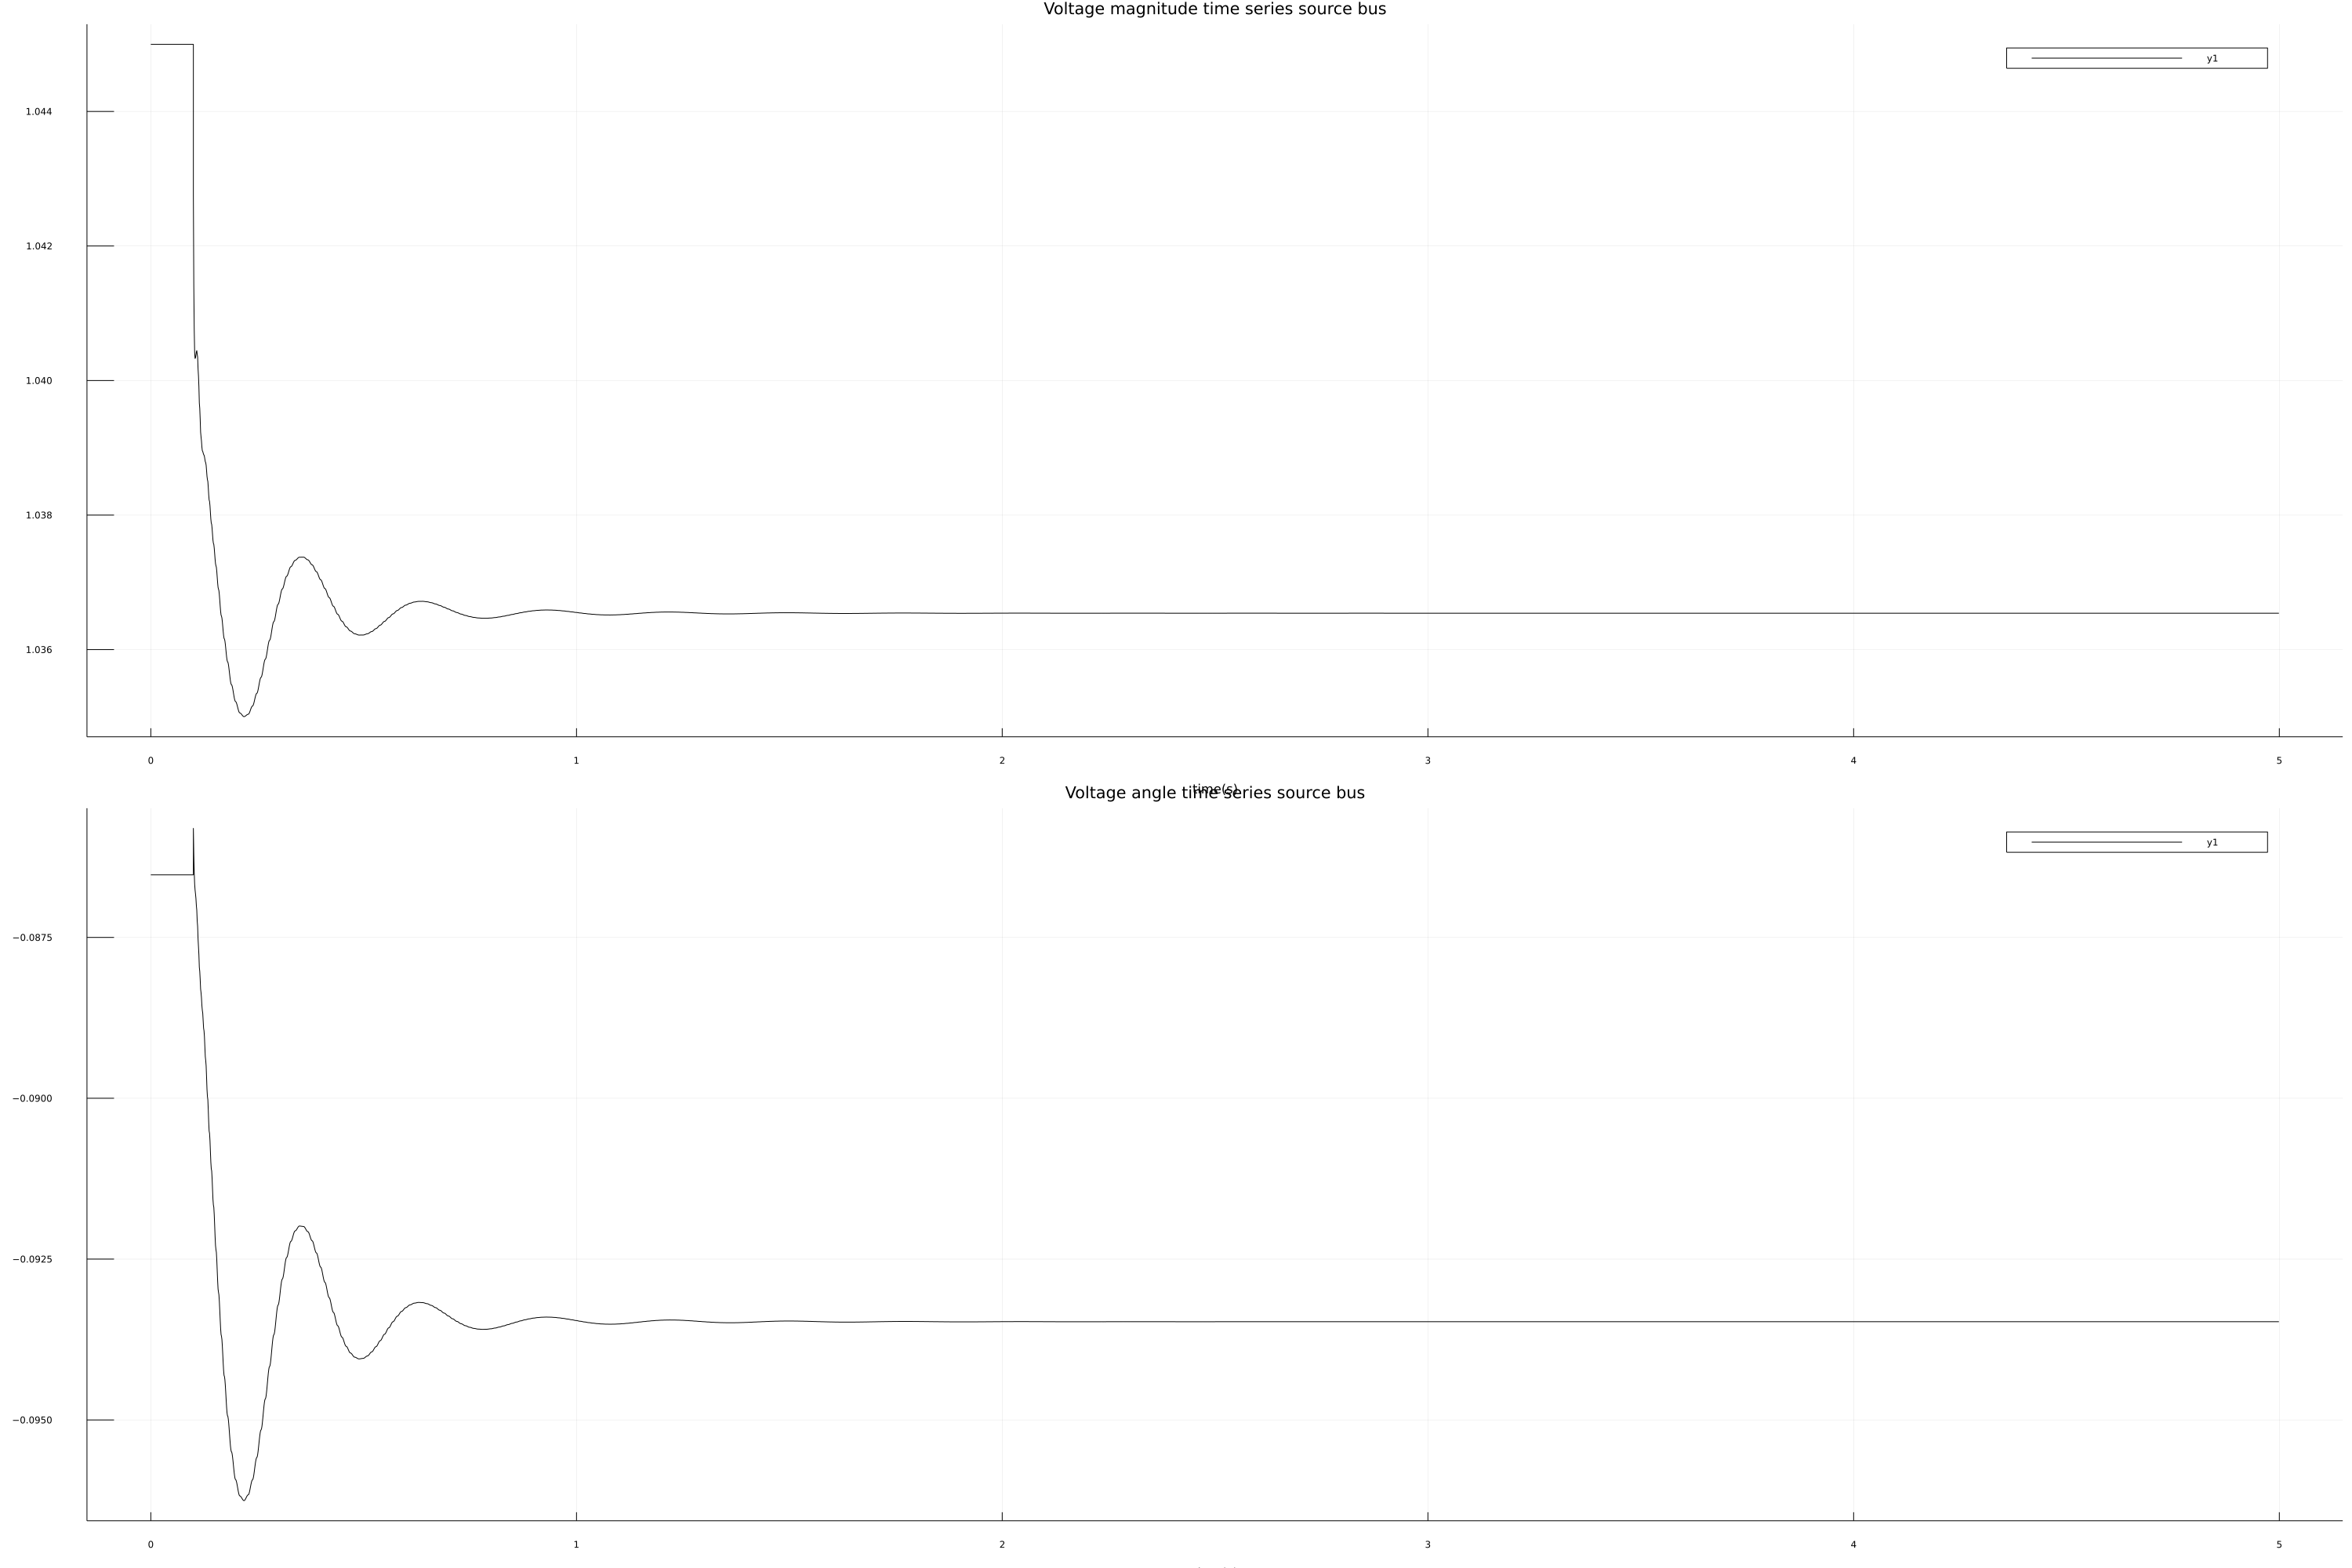 Voltage magnitude time series source bus
y1
1.044
1.042
1.040
1.038
1.036
0 1 2 3 4 5
time(s)
Voltage angle time series source bus
y1
−0.0875
−0.0900
−0.0925
−0.0950
0 1 2 3 4 5